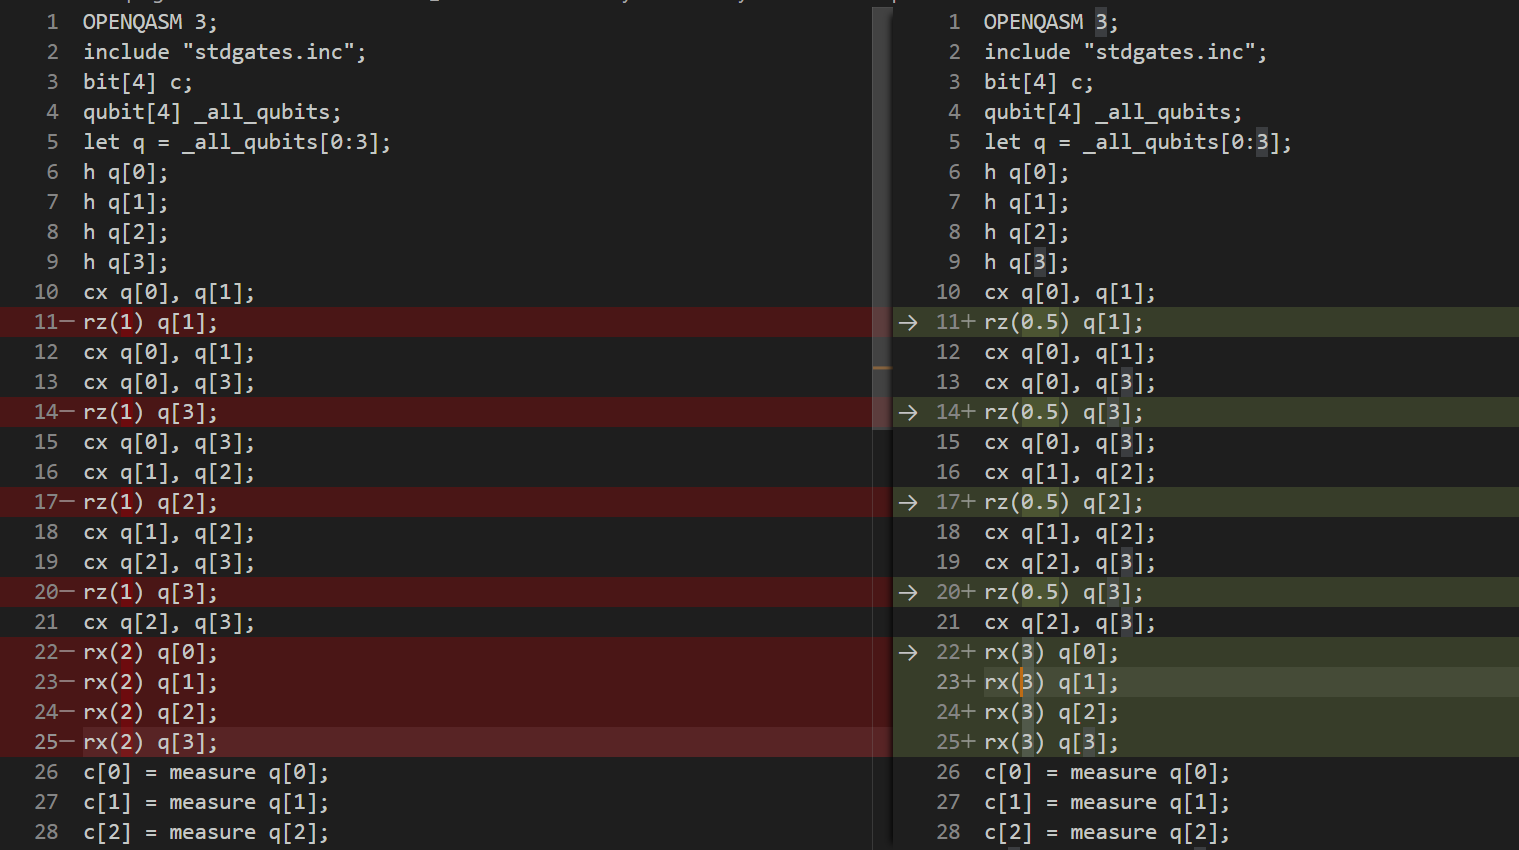 1 OPENQASM 3;
2 include "stdgates.inc";
3 bit[4] c;
4 qubit[4] _all_qubits;
5 let q = _all_qubits[0:3];
6 h q[0];
7 h q[1];
8 h q[2];
9 h q[3];
10 cx q[0], q[1];
11— rz(1) q[1];
12 cx q[0], q[1];
13 cx q[0], q[3];
14— rz(1) q[3];
15 cx q[0], q[3];
16 cx q[1], q[2];
17— rz(1) q[2];
18 cx q[1], q[2];
19 cx q[2], q[3];
20— rz(1) q[3];
21 cx q[2], q[3];
22— rx(2) q[0];
23— rx(2) q[1];
24— rx(2) q[2];
25— rx(2) q[3];
26 c[0] = measure q[0];
27 c[1] = measure q[1];
28 c[2] = measure q[2];
1 OPENQASM 3;
2 include "stdgates.inc";
3 bit[4] c;
4 qubit[4] _all_qubits;
5 let q = _all_qubits[0:3];
6 h q[0];
7 h q[1];
8 h q[2];
9 h q[3];
10 cx q[0], q[1];
→ 11+ rz(0.5) q[1];
12 cx q[0], q[1];
13 cx q[0], q[3];
→ 14+ rz(0.5) q[3];
15 cx q[0], q[3];
16 cx q[1], q[2];
→ 17+ rz(0.5) q[2];
18 cx q[1], q[2];
19 cx q[2], q[3];
→ 20+ rz(0.5) q[3];
21 cx q[2], q[3];
→ 22+ rx(3) q[0];
23+ rx(3) q[1];
24+ rx(3) q[2];
25+ rx(3) q[3];
26 c[0] = measure q[0];
27 c[1] = measure q[1];
28 c[2] = measure q[2];